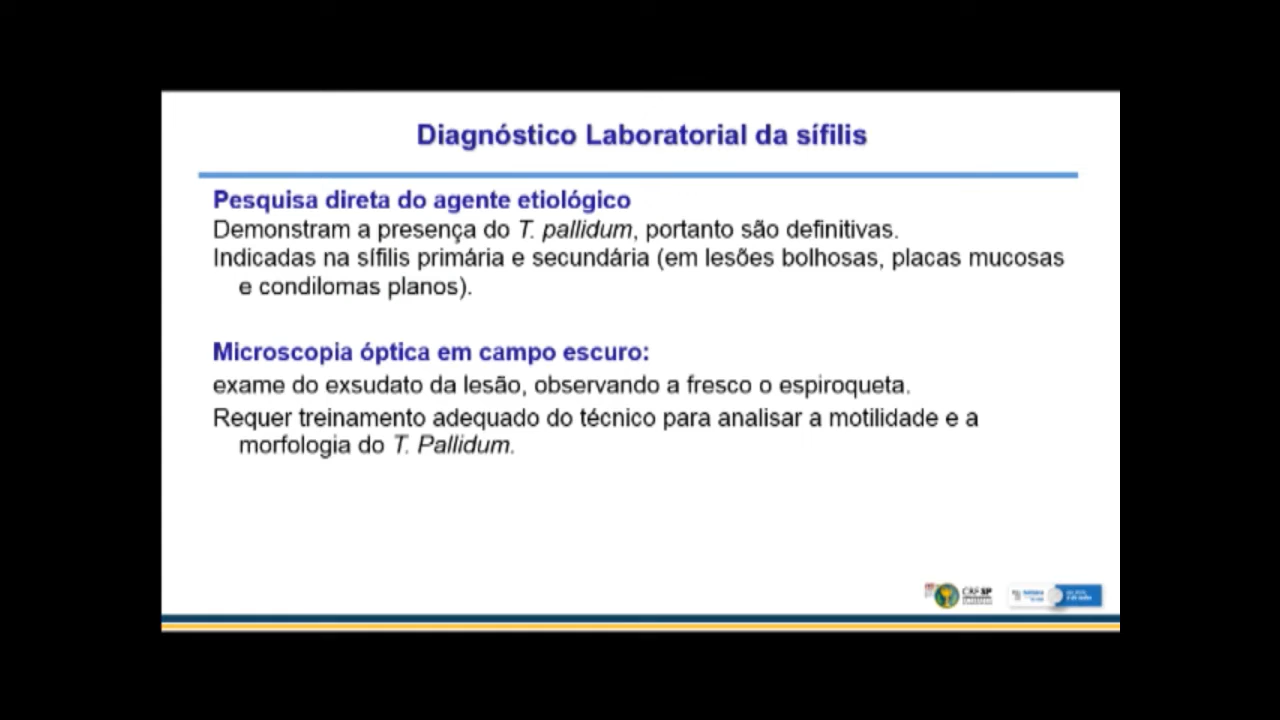 Diagnóstico Laboratorial da sífilis
Pesquisa direta do agente etiológico
Demonstram a presença do T. pallidum, portanto são definitivas.
Indicadas na sífilis primária e secundária (em lesões bolhosas, placas mucosas
e condilomas planos).
Microscopia óptica em campo escuro:
exame do exsudato da lesão, observando a fresco o espiroqueta.
Requer treinamento adequado do técnico para analisar a motilidade e a
morfologia do T. Pallidum.
CRF SP